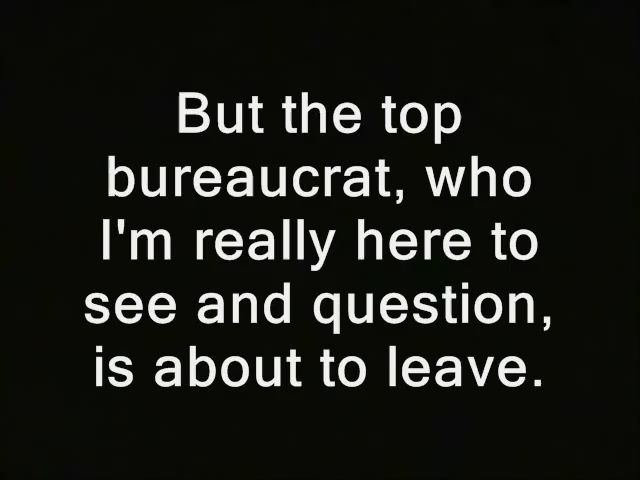 But the top
bureaucrat, who
I'm really here to
see and question,
is about to leave.